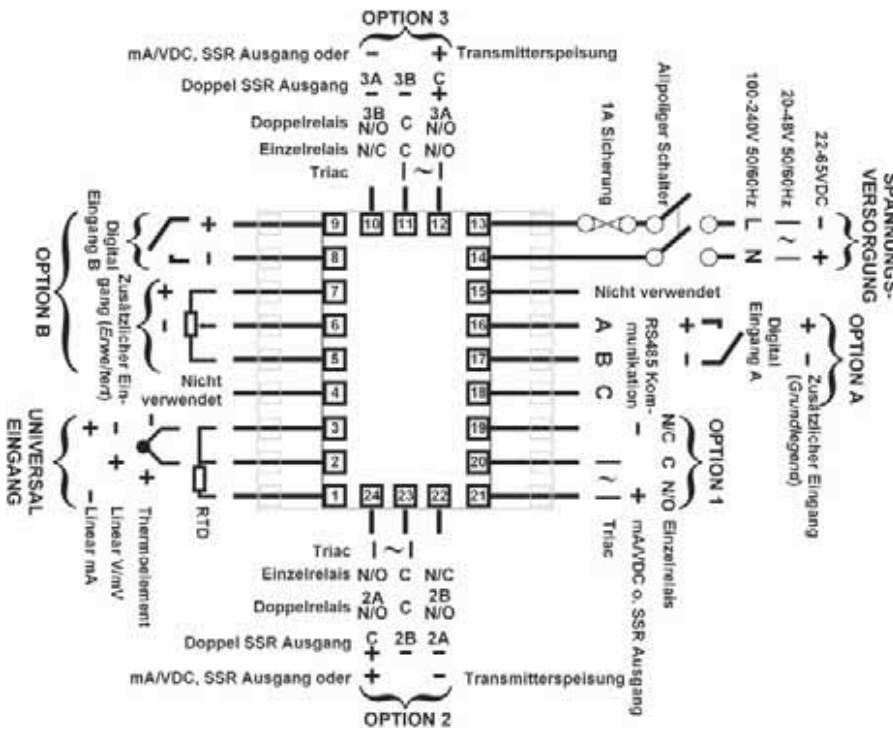 OPTION 3
mA/VDC, SSR Ausgang oder − + Transmitterspeisung
Doppel SSR Ausgang 3A 3B C
− − +
Doppelrelais 3B N/O C 3A N/O
Einzelrelais N/C C N/O
Triac ~
1A Sicherung
Allpoliger Schalter
100-240V 50/60Hz
20-48V 50/60Hz
22-65VDC
SPANNUNGS-
VERSORGUNG
L | −
N ~ +
9 10 11 12 13
8 14
7 15
6 16
5 17
4 18
3 19
2 20
1 24 23 22 21
OPTION B
Digital
Eingang B
+
−
Zusätzlicher Ein-
gang (Erweitert)
+
−
Nicht
verwendet
UNIVERSAL
EINGANG
+ − −
− + +
Linear mA
Linear V/mV
Thermoelement
RTD
Nicht verwendet
A
B
C
RS485 Kom-
munikation
+
−
Digital
Eingang A
+
−
Zusätzlicher Eingang
(Grundlegend)
OPTION A
OPTION 1
N/C C N/O Einzelrelais
− + mA/VDC o. SSR Ausgang
~ Triac
Triac ~
Einzelrelais N/O C N/C
Doppelrelais 2A N/O C 2B N/O
Doppel SSR Ausgang C 2B 2A
+ − −
mA/VDC, SSR Ausgang oder + − Transmitterspeisung
OPTION 2